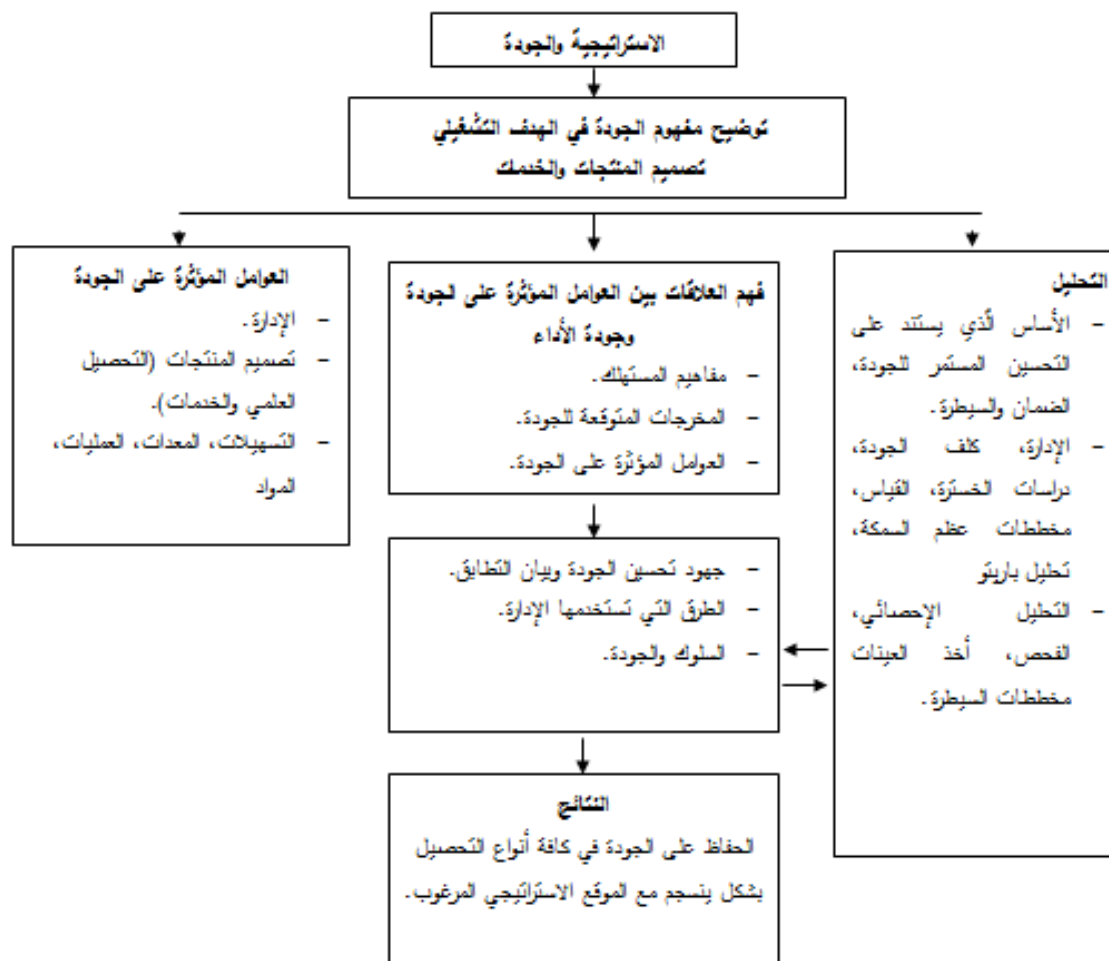 الاستراتيجية والجودة
توضيح مفهوم الجودة في الهدف التشغيلي
تصميم المنتجات والخدمات
التحليل
- الأساس الّذي يستند على
التحسين المستمر للجودة،
الضمان والسيطرة.
- الإدارة، كلف الجودة،
دراسات الخسترة، القياس،
مخططات عظم السمكة،
تحليل باريتو
- التحليل الإحصائي،
الفحص، أخذ العينات
مخططات السيطرة.
فهم العلاقات بين العوامل المؤثرة على الجودة
وجودة الأداء
- مفاهيم المستهلك.
- المخرجات المتوقعة للجودة.
- العوامل المؤثرة على الجودة.
العوامل المؤثرة على الجودة
- الإدارة.
- تصميم المنتجات (التحصيل
العلمي والخدمات).
- التسهيلات، المعدات، العمليات،
المواد
- جهود تحسين الجودة وبيان التطابق.
- الطرق التي تستخدمها الإدارة.
- السلوك والجودة.
النتائج
الحفاظ على الجودة في كافة أنواع التحصيل
بشكل ينسجم مع الموقع الاستراتيجي المرغوب.